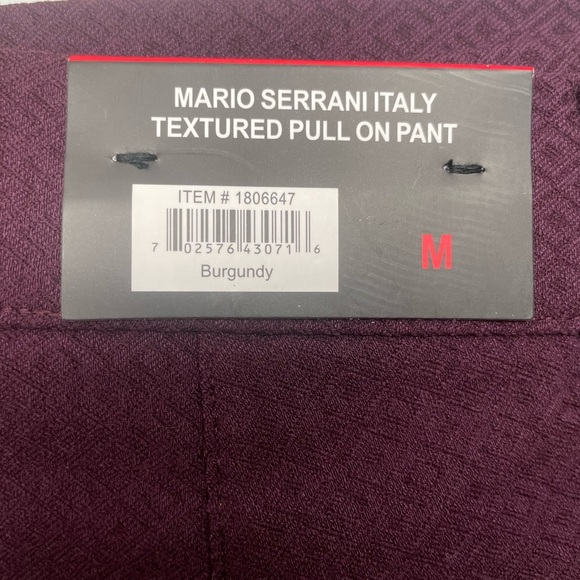 MARIO SERRANI ITALY
TEXTURED PULL ON PANT
ITEM # 1806647
7 02576 43071 6
Burgundy
M